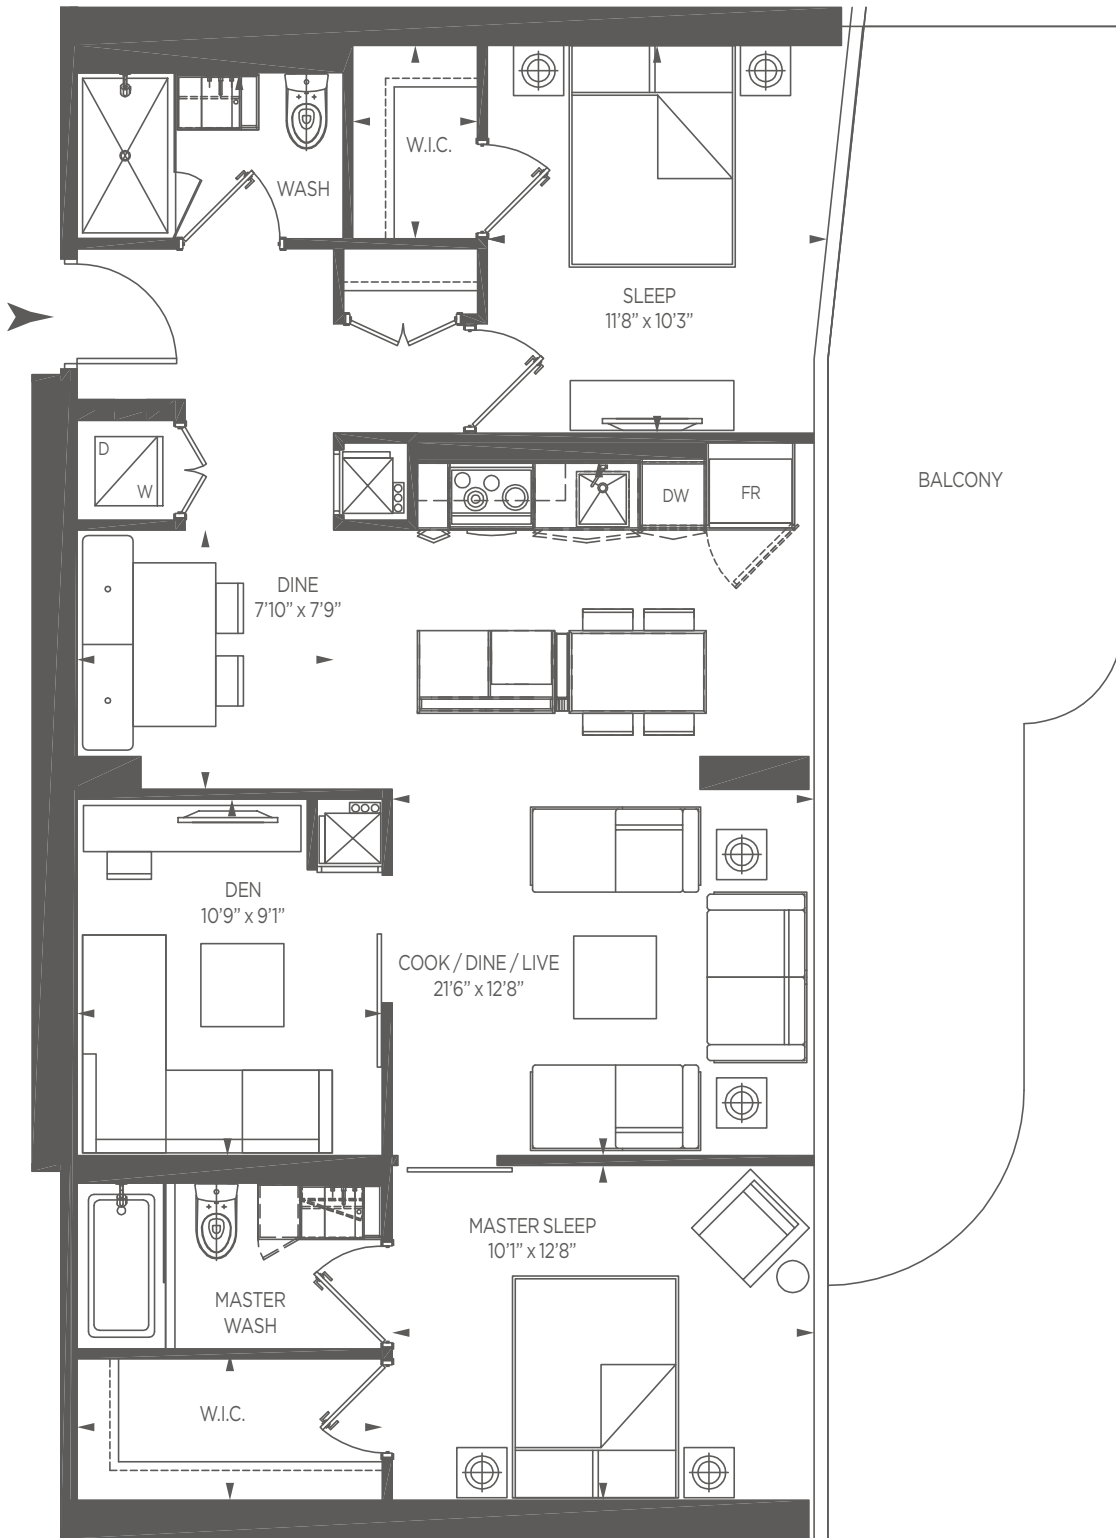 W.I.C.
WASH
SLEEP
11'8" x 10'3"
D
W
DW
FR
BALCONY
DINE
7'10" x 7'9"
DEN
10'9" x 9'1"
COOK / DINE / LIVE
21'6" x 12'8"
MASTER SLEEP
10'1" x 12'8"
MASTER
WASH
W.I.C.